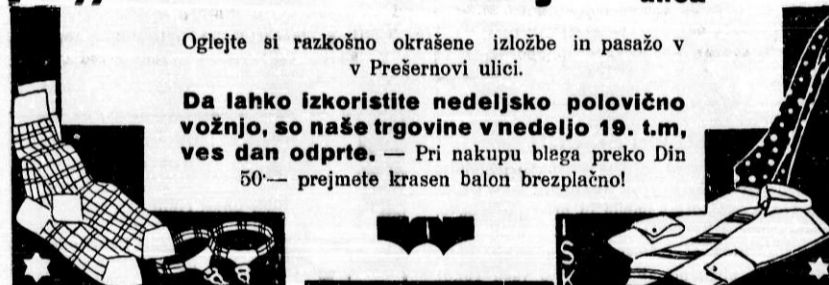 Oglejte si razkošno okrašene izložbe in pasažo v
v Prešernovi ulici.
Da lahko izkoristite nedeljsko polovično
vožnjo, so naše trgovine v nedeljo 19. t.m,
ves dan odprte. — Pri nakupu blaga preko Din
50·— prejmete krasen balon brezplačno!
I
S
K